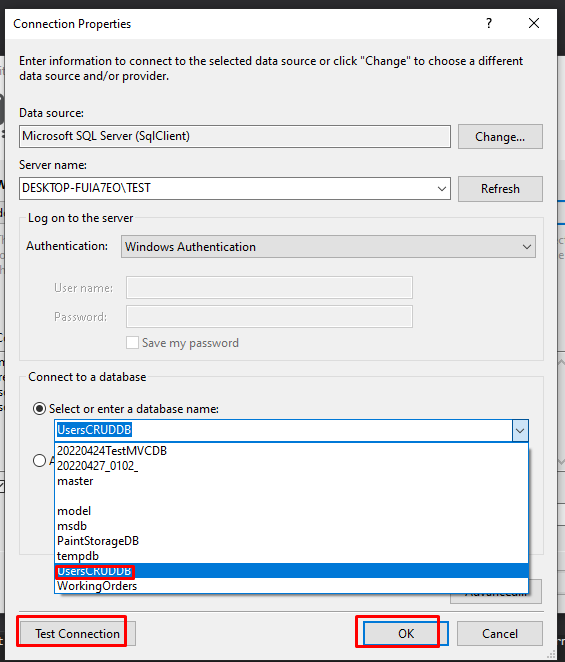 Connection Properties
?
Enter information to connect to the selected data source or click "Change" to choose a different
data source and/or provider.
Data source:
Microsoft SQL Server (SqlClient)
Change...
Server name:
DESKTOP-FUIA7EO\TEST
Refresh
Log on to the server
Authentication:
Windows Authentication
User name:
Password:
Save my password
Connect to a database
Select or enter a database name:
UsersCRUDDB
20220424TestMVCDB
20220427_0102_
master
model
msdb
PaintStorageDB
tempdb
UsersCRUDDB
WorkingOrders
Advanced...
Test Connection
OK
Cancel